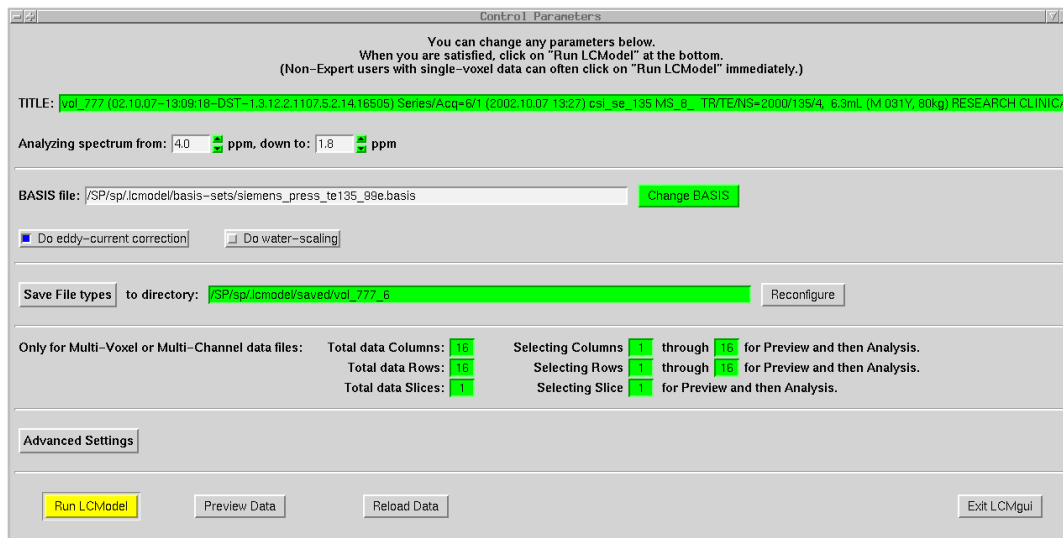 Control Parameters
You can change any parameters below.
When you are satisfied, click on "Run LCModel" at the bottom.
(Non-Expert users with single-voxel data can often click on "Run LCModel" immediately.)
TITLE: vol_777 (02.10.07-13:09:18-DST-1.3.12.2.1107.5.2.14.16505) Series/Acq=6/1 (2002.10.07 13:27) csi_se_135 MS_8_ TR/TE/NS=2000/135/4, 6.3mL (M 031Y, 80kg) RESEARCH CLINICA
Analyzing spectrum from: 4.0 ppm, down to: 1.8 ppm
BASIS file: /SP/sp/.lcmodel/basis-sets/siemens_press_te135_99e.basis Change BASIS
Do eddy-current correction Do water-scaling
Save File types to directory: /SP/sp/.lcmodel/saved/vol_777_6 Reconfigure
Only for Multi-Voxel or Multi-Channel data files: Total data Columns: 16 Selecting Columns 1 through 16 for Preview and then Analysis.
Total data Rows: 16 Selecting Rows 1 through 16 for Preview and then Analysis.
Total data Slices: 1 Selecting Slice 1 for Preview and then Analysis.
Advanced Settings
Run LCModel Preview Data Reload Data Exit LCMgui